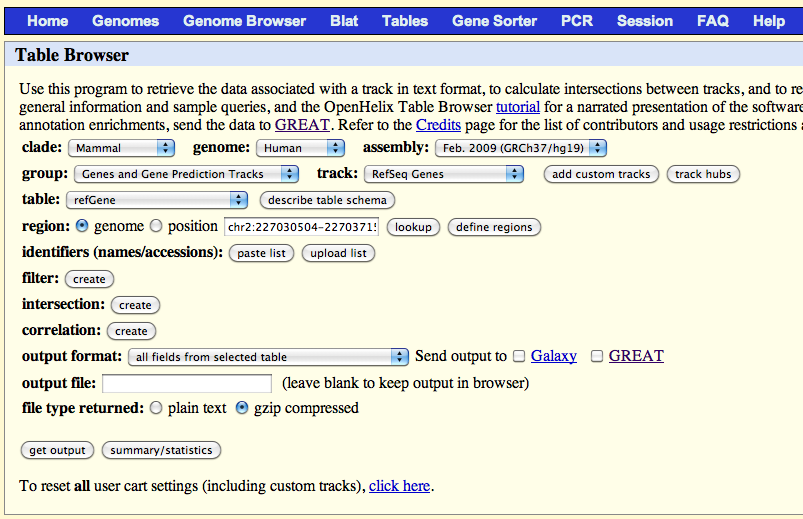 Home Genomes Genome Browser Blat Tables Gene Sorter PCR Session FAQ Help
Table Browser
Use this program to retrieve the data associated with a track in text format, to calculate intersections between tracks, and to re
general information and sample queries, and the OpenHelix Table Browser tutorial for a narrated presentation of the software
annotation enrichments, send the data to GREAT. Refer to the Credits page for the list of contributors and usage restrictions a
clade: Mammal genome: Human assembly: Feb. 2009 (GRCh37/hg19)
group: Genes and Gene Prediction Tracks track: RefSeq Genes add custom tracks track hubs
table: refGene describe table schema
region: genome position chr2:227030504-2270371 lookup define regions
identifiers (names/accessions): paste list upload list
filter: create
intersection: create
correlation: create
output format: all fields from selected table Send output to Galaxy GREAT
output file: (leave blank to keep output in browser)
file type returned: plain text gzip compressed
get output summary/statistics
To reset all user cart settings (including custom tracks), click here.